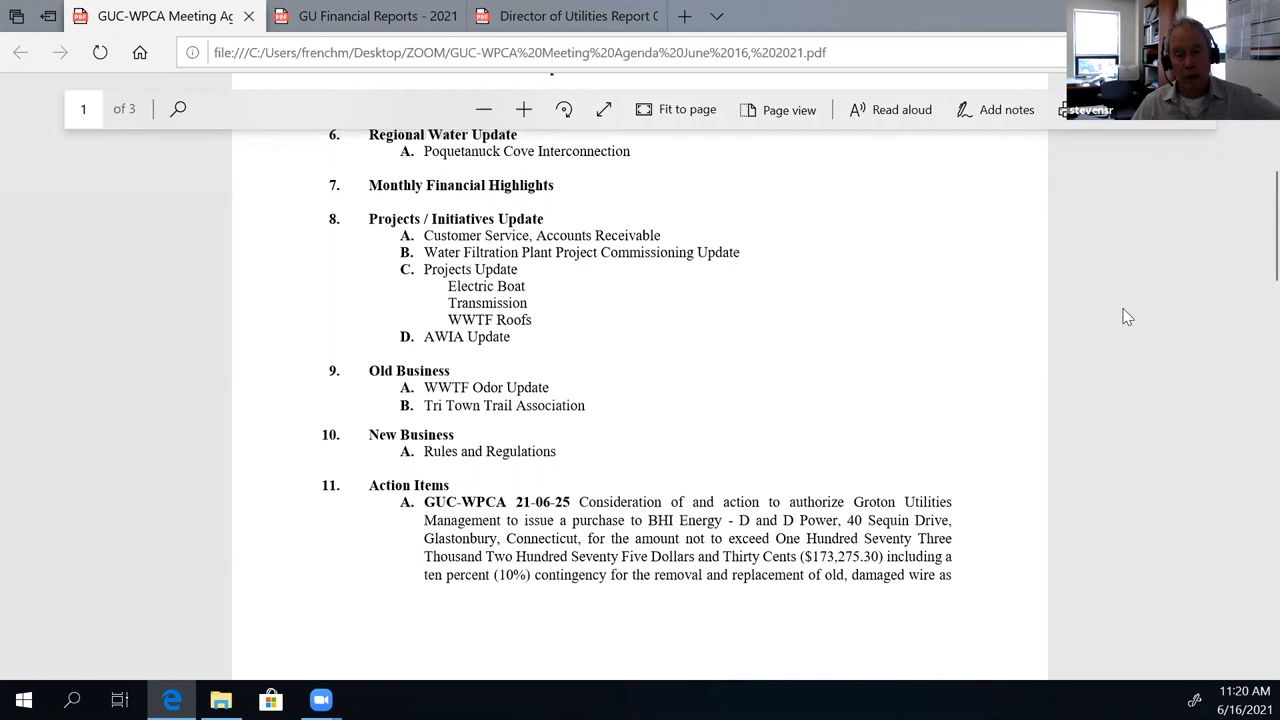 GUC-WPCA Meeting Ag
GU Financial Reports - 2021
Director of Utilities Report C
file:///C:/Users/frenchm/Desktop/ZOOM/GUC-WPCA%20Meeting%20Agenda%20June%2016,%202021.pdf
1 of 3
Fit to page
Page view
Read aloud
Add notes
stevensr
6. Regional Water Update
A. Poquetanuck Cove Interconnection
7. Monthly Financial Highlights
8. Projects / Initiatives Update
A. Customer Service, Accounts Receivable
B. Water Filtration Plant Project Commissioning Update
C. Projects Update
Electric Boat
Transmission
WWTF Roofs
D. AWIA Update
9. Old Business
A. WWTF Odor Update
B. Tri Town Trail Association
10. New Business
A. Rules and Regulations
11. Action Items
A. GUC-WPCA 21-06-25 Consideration of and action to authorize Groton Utilities
Management to issue a purchase to BHI Energy - D and D Power, 40 Sequin Drive,
Glastonbury, Connecticut, for the amount not to exceed One Hundred Seventy Three
Thousand Two Hundred Seventy Five Dollars and Thirty Cents ($173,275.30) including a
ten percent (10%) contingency for the removal and replacement of old, damaged wire as
11:20 AM
6/16/2021